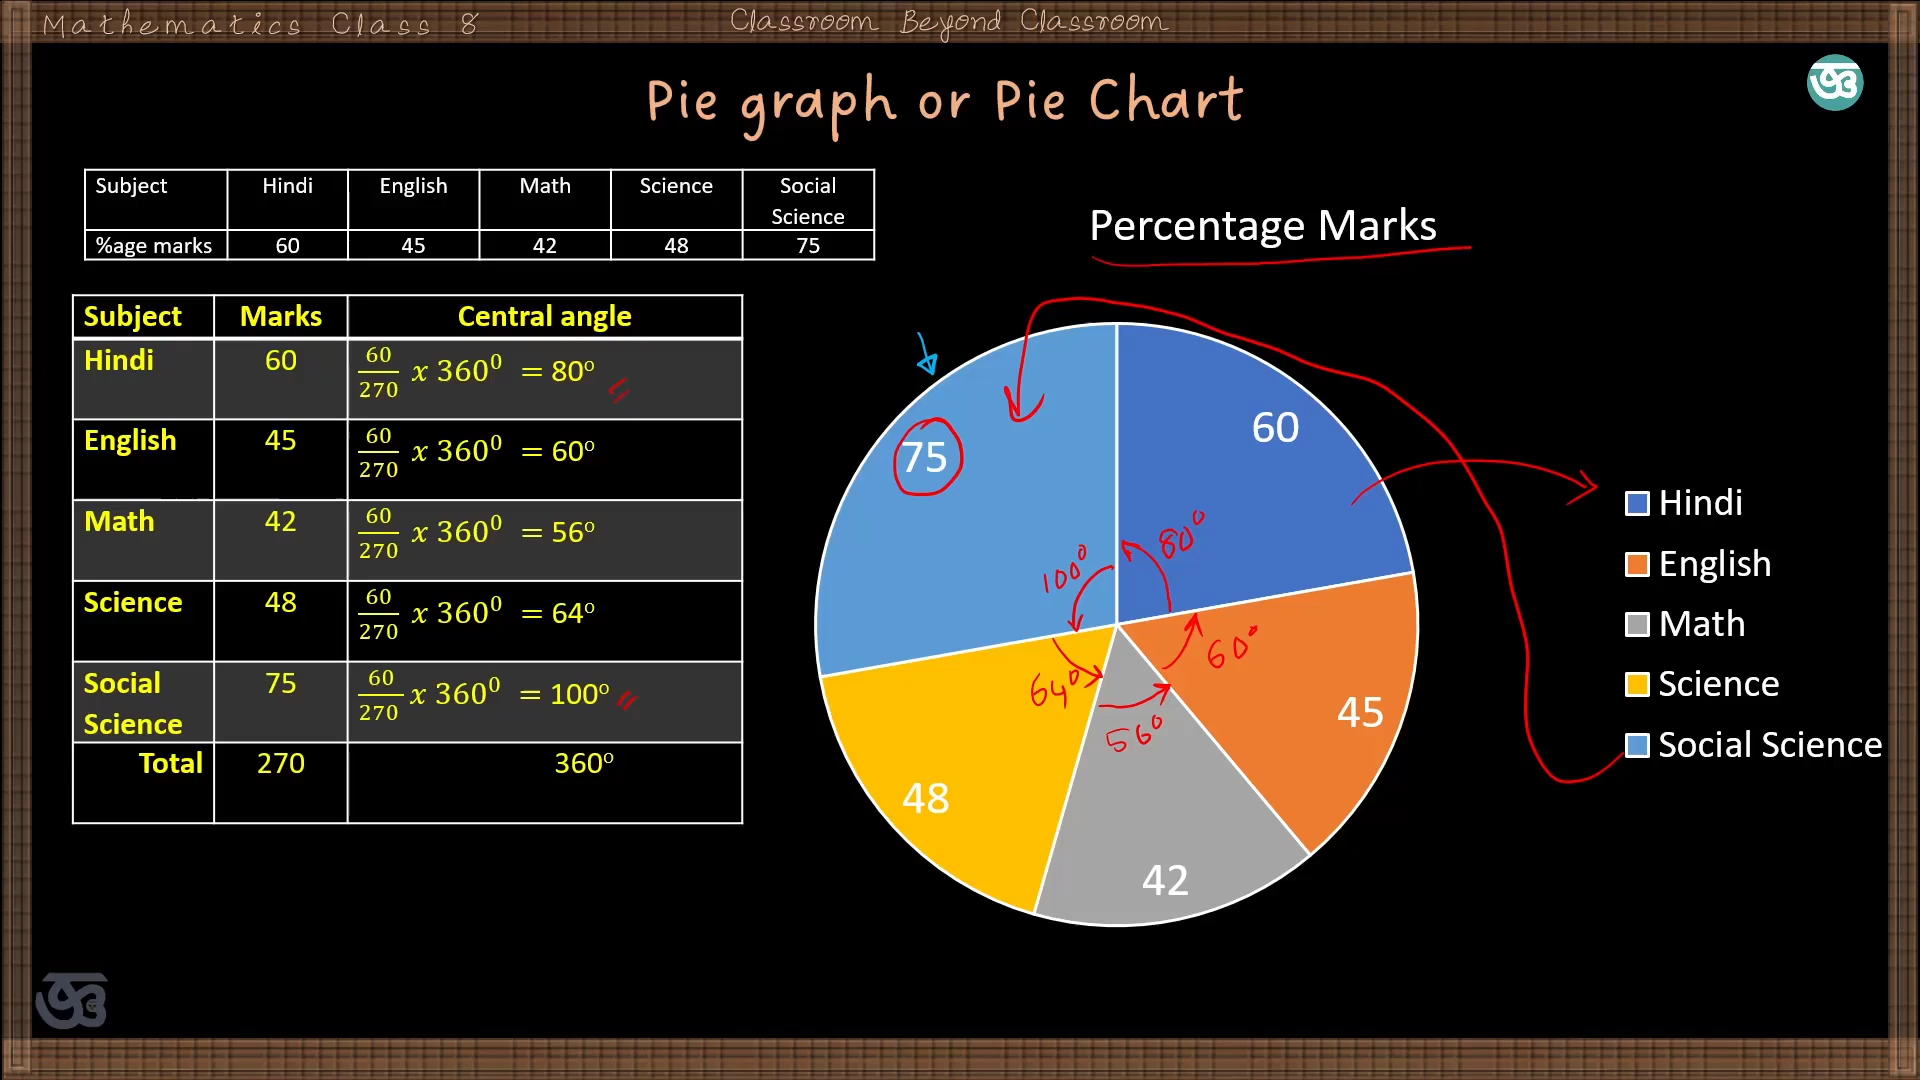 Mathematics Class 8
Classroom Beyond Classroom
Pie graph or Pie Chart
Subject Hindi English Math Science Social Science
%age marks 60 45 42 48 75
Percentage Marks
Subject Marks Central angle
Hindi 60 60/270 x 360⁰ = 80⁰
English 45 60/270 x 360⁰ = 60⁰
Math 42 60/270 x 360⁰ = 56⁰
Science 48 60/270 x 360⁰ = 64⁰
Social Science 75 60/270 x 360⁰ = 100⁰
Total 270 360⁰
75
60
80⁰
100⁰
60⁰
64⁰
56⁰
45
48
42
Hindi
English
Math
Science
Social Science